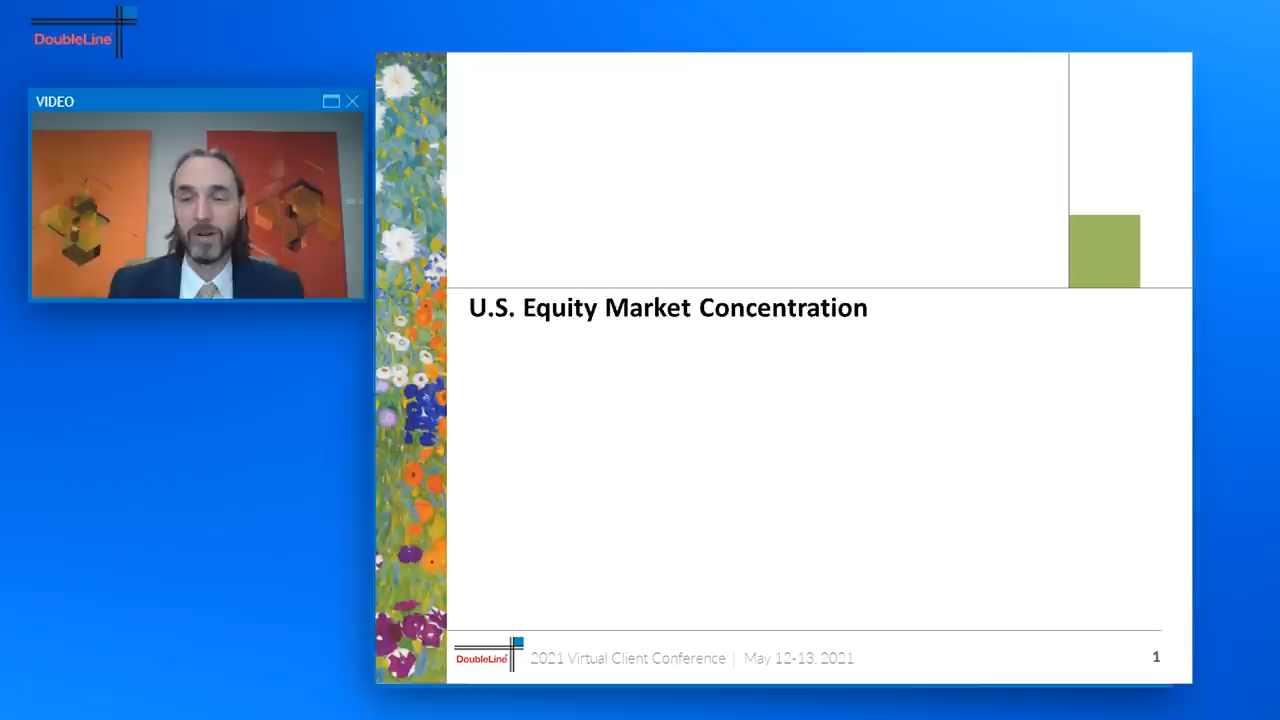 DoubleLine
VIDEO
U.S. Equity Market Concentration
DoubleLine
2021 Virtual Client Conference | May 12-13, 2021
1